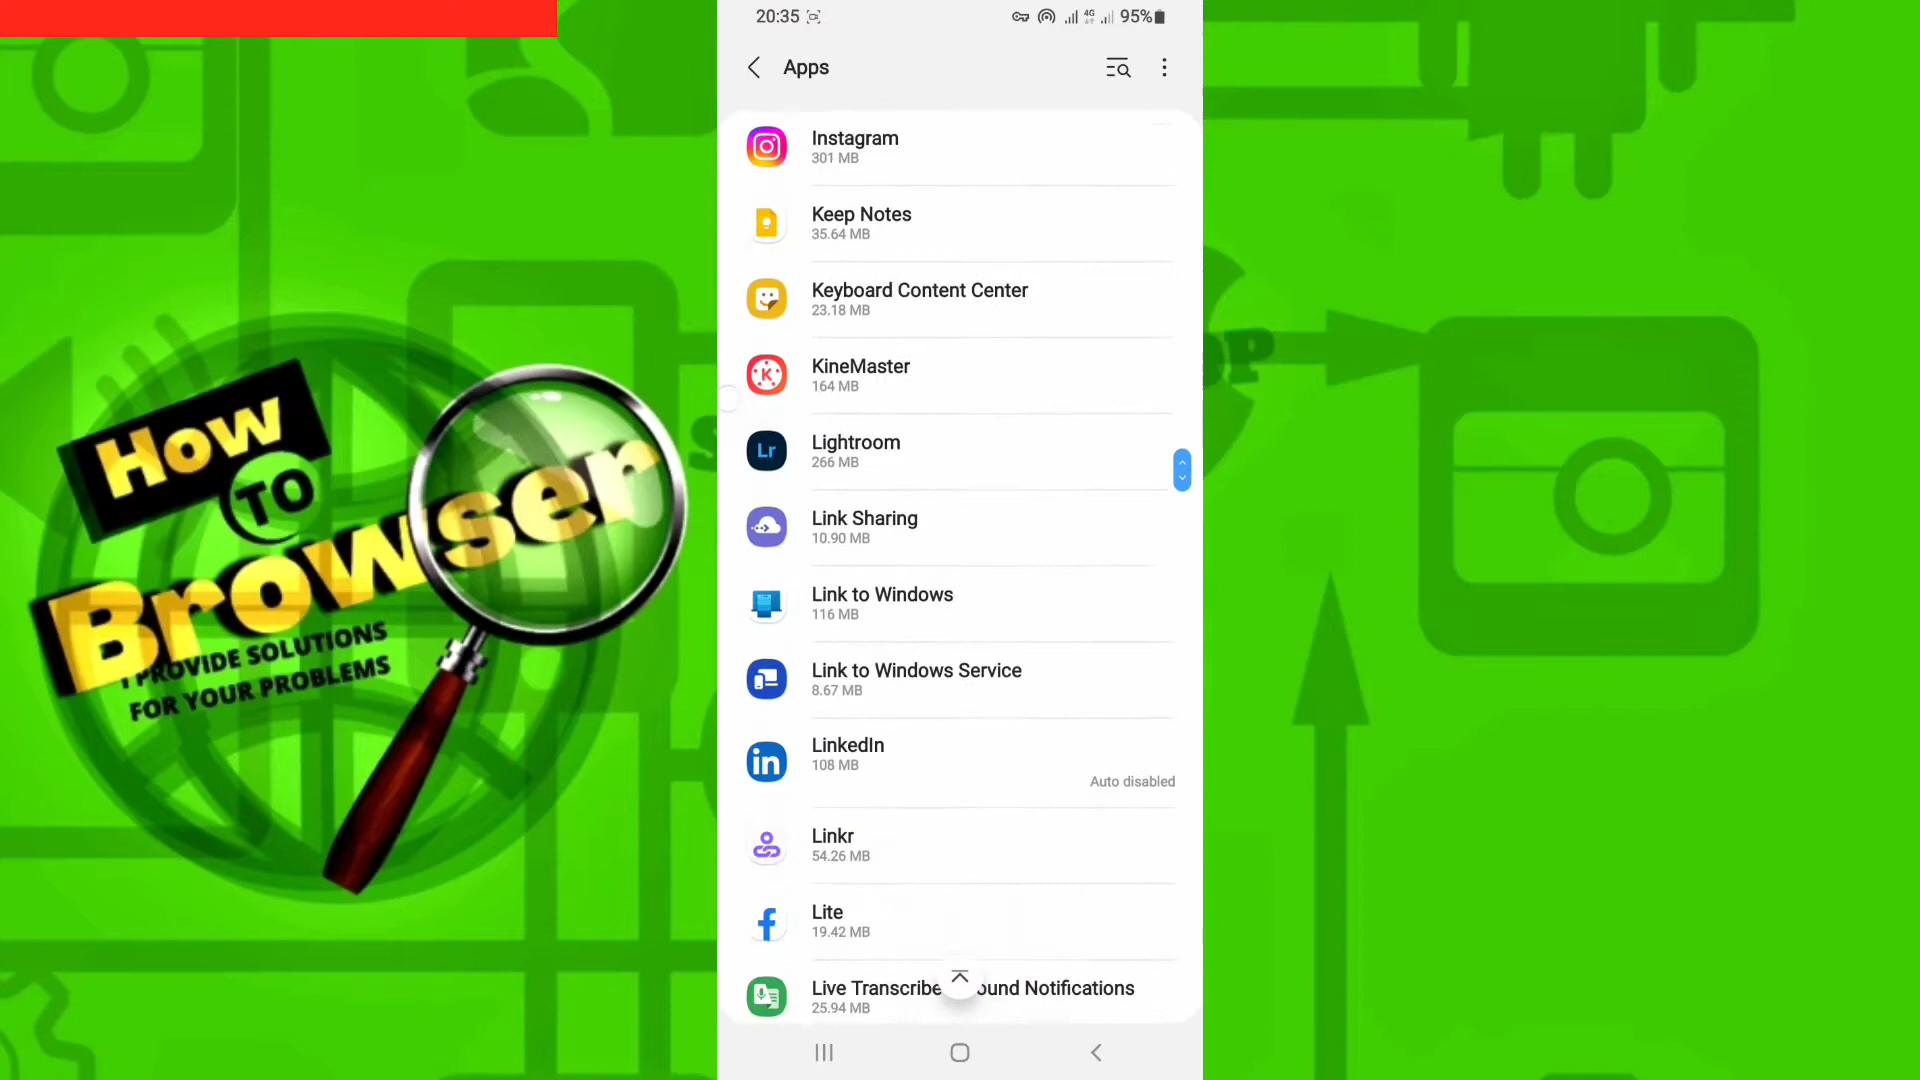 How
TO
Browser
I PROVIDE SOLUTIONS
FOR YOUR PROBLEMS
20:35
4G
95%
Apps
Instagram
301 MB
Keep Notes
35.64 MB
Keyboard Content Center
23.18 MB
KineMaster
164 MB
Lr
Lightroom
266 MB
Link Sharing
10.90 MB
Link to Windows
116 MB
Link to Windows Service
8.67 MB
in
LinkedIn
108 MB
Auto disabled
Linkr
54.26 MB
Lite
19.42 MB
Live Transcribe
Notifications
25.94 MB